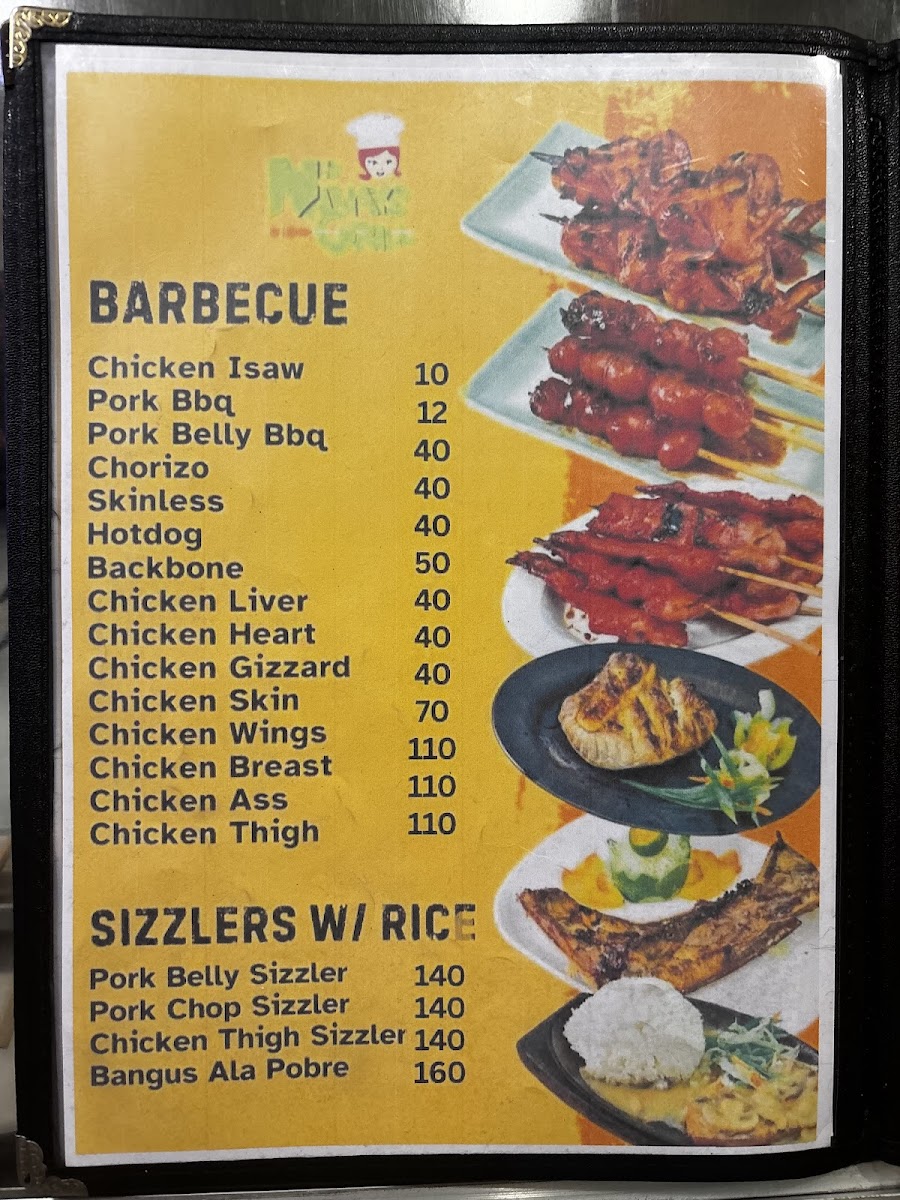 BARBECUE
Chicken Isaw
Pork Bbq
Pork Belly Bbq
Chorizo
Skinless
Hotdog
Backbone
Chicken Liver
Chicken Heart
Chicken Gizzard
Chicken Skin
Chicken Wings
Chicken Breast
Chicken Ass
Chicken Thigh
10
12
40
40
40
50
40
40
40
70
110
110
110
SIZZLERS W/ RICE
Pork Belly Sizzler 140
Pork Chop Sizzler 140
Chicken Thigh Sizzler 140
Bangus Ala Pobre 160